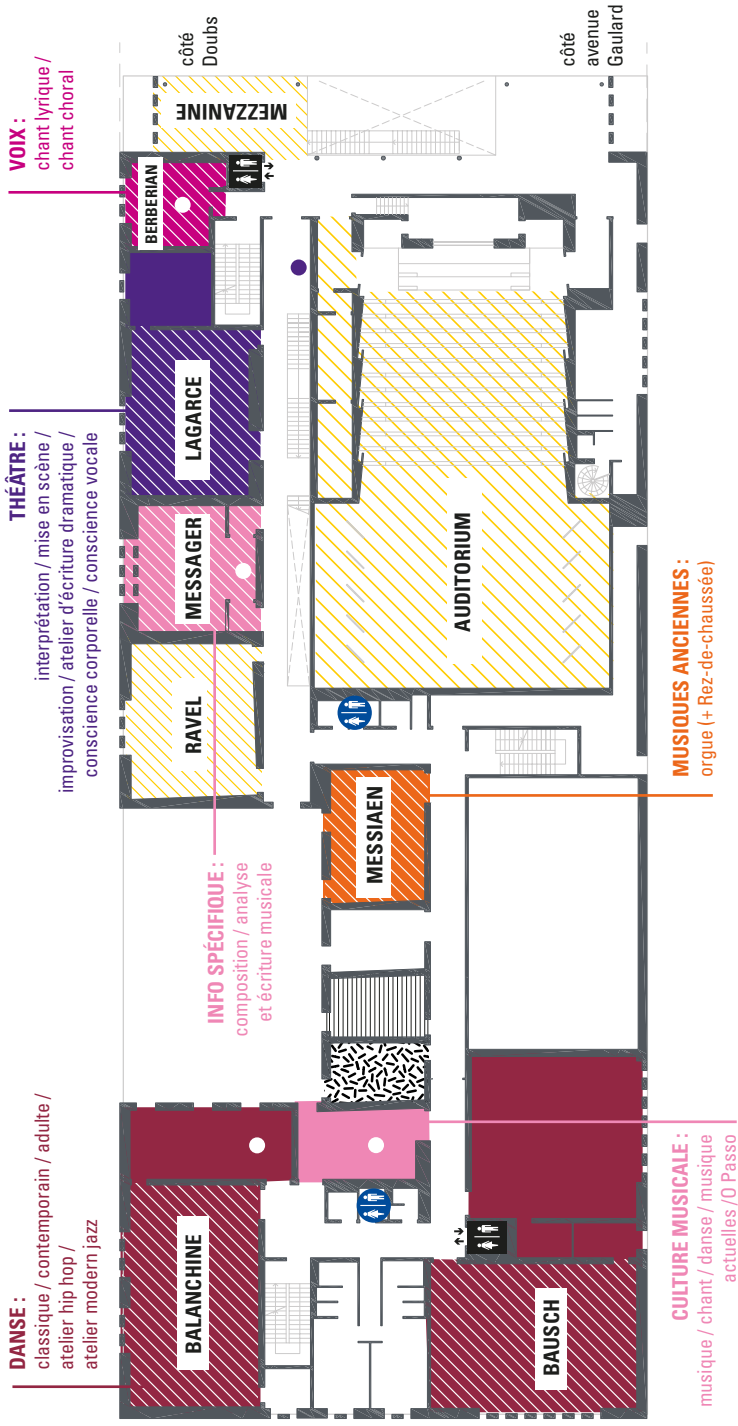 DANSE :
classique / contemporain / adulte /
atelier hip hop /
atelier modern jazz
THÉÂTRE :
interprétation / mise en scène /
improvisation / atelier d'écriture dramatique /
conscience corporelle / conscience vocale
VOIX :
chant lyrique /
chant choral
INFO SPÉCIFIQUE :
composition / analyse
et écriture musicale
BALANCHINE
RAVEL
MESSAGER
LAGARCE
BERBERIAN
MEZZANINE
côté
Doubs
MESSIAEN
AUDITORIUM
BAUSCH
côté
avenue
Gaulard
CULTURE MUSICALE :
musique / chant / danse / musique
actuelles /O Passo
MUSIQUES ANCIENNES :
orgue (+ Rez-de-chaussée)